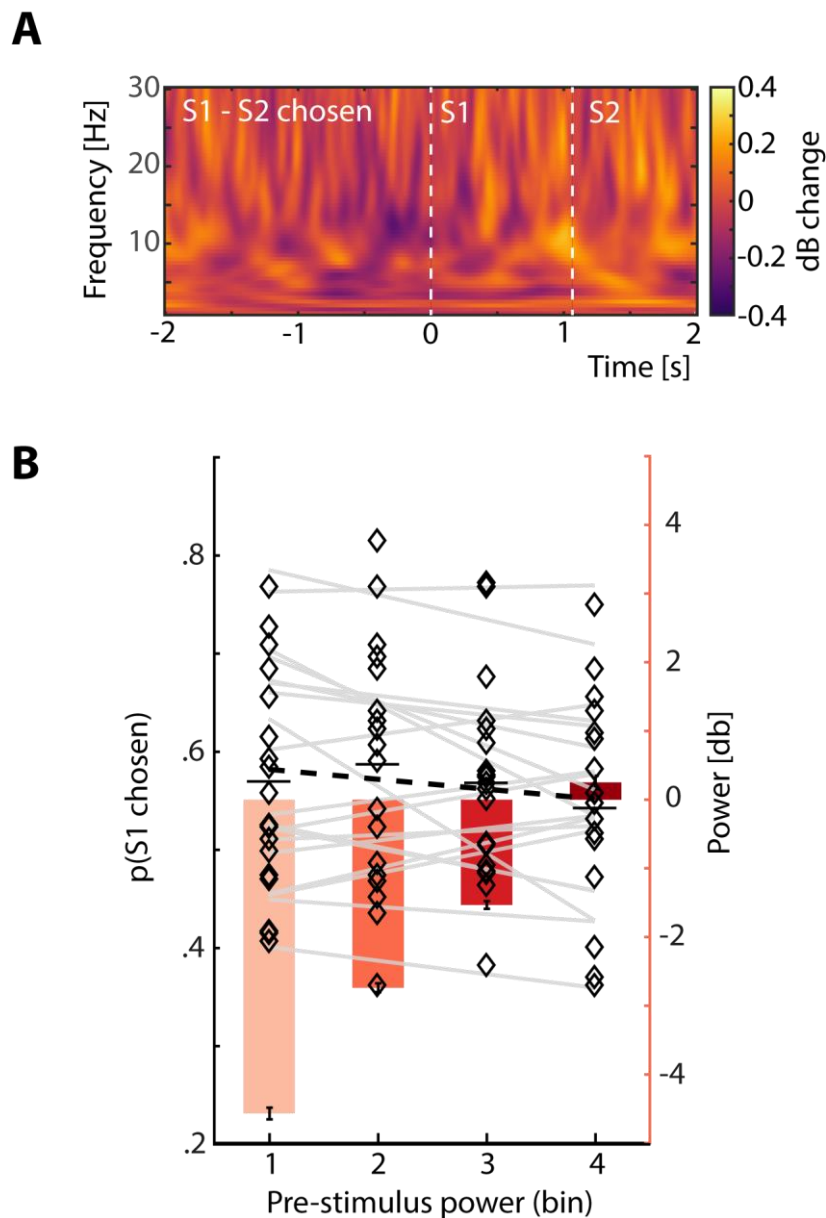 A
S1 - S2 chosen
S1
S2
Frequency [Hz]
30
20
10
-2
-1
0
1
2
Time [s]
0.4
0.2
0
-0.2
-0.4
dB change
B
p(S1 chosen)
.8
.6
.4
.2
1
2
3
4
Pre-stimulus power (bin)
4
2
0
-2
-4
Power [db]